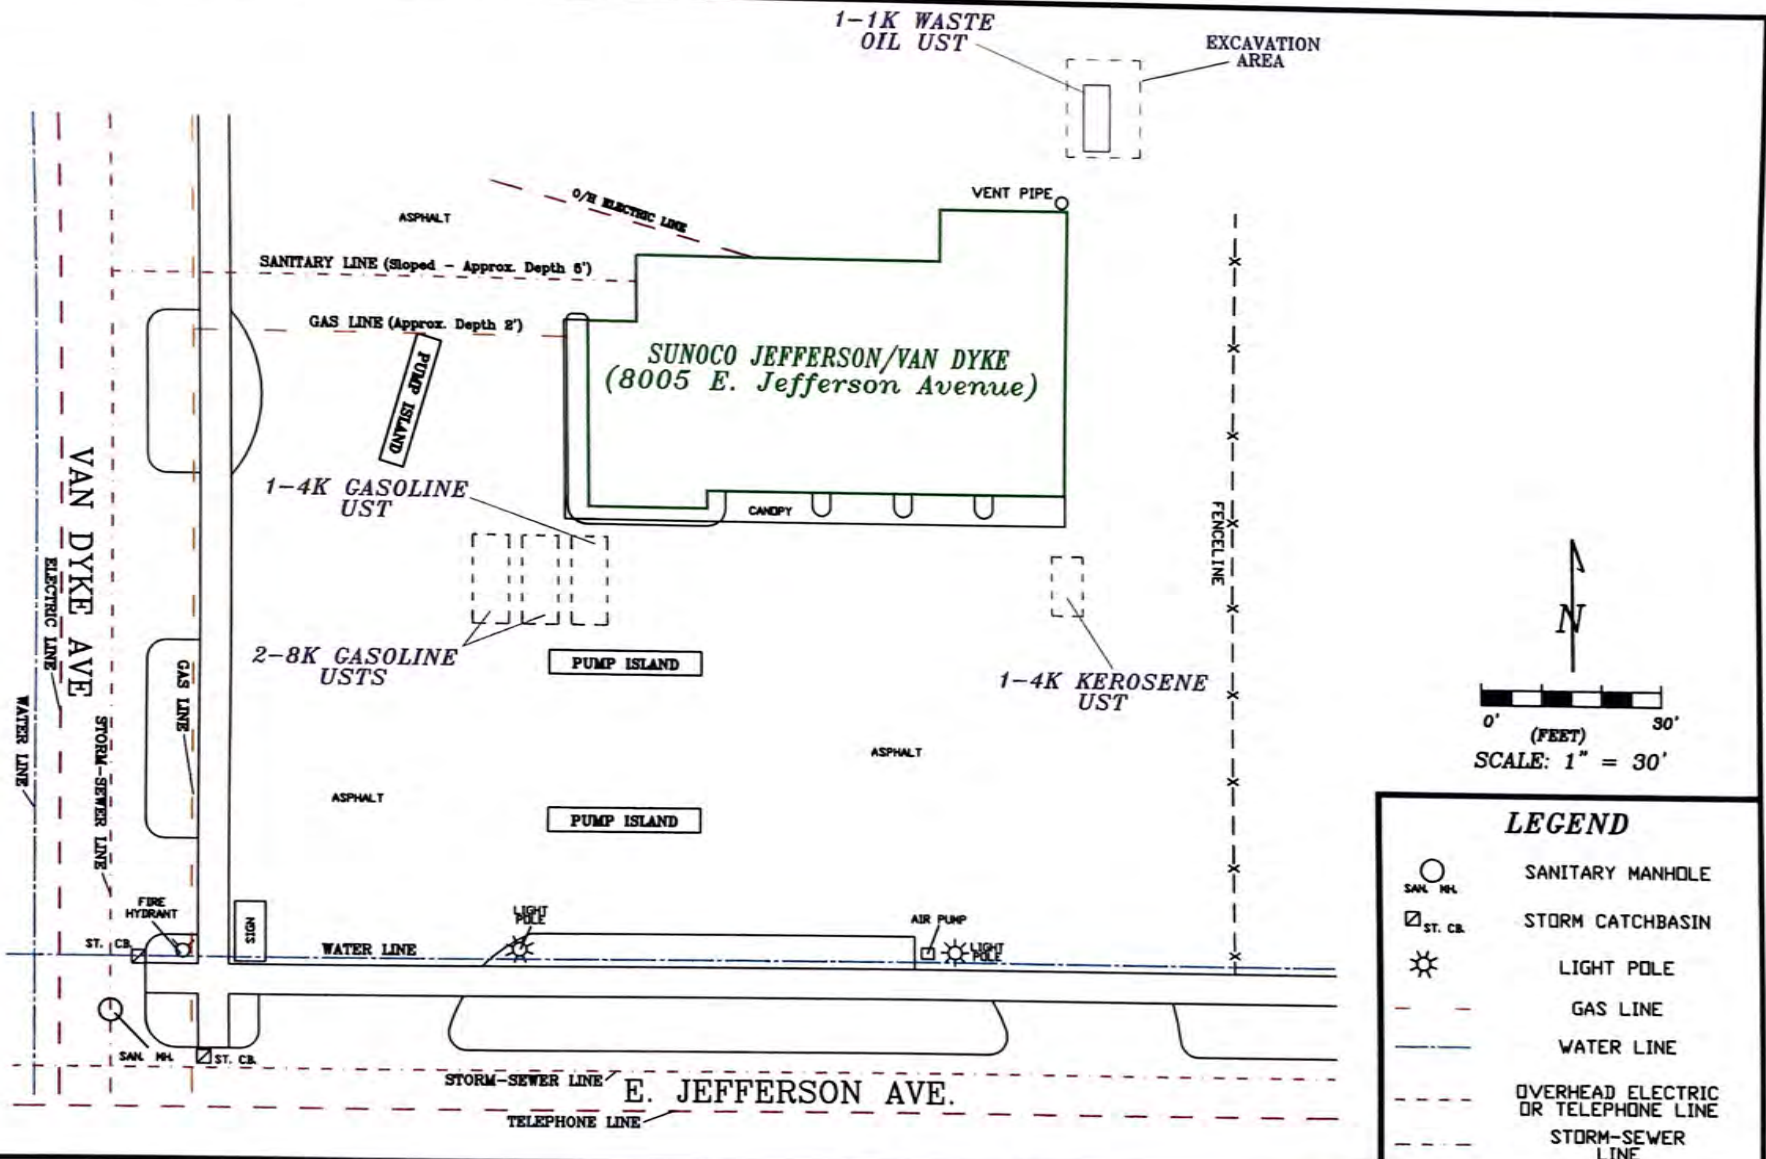 1-1K WASTE
OIL UST
EXCAVATION
AREA
VENT PIPE
O/H ELECTRIC LINE
ASPHALT
SANITARY LINE (Sloped - Approx. Depth 6')
GAS LINE (Approx. Depth 2')
PUMP ISLAND
SUNOCO JEFFERSON/VAN DYKE
(8005 E. Jefferson Avenue)
1-4K GASOLINE
UST
CANOPY
FENCELINE
VAN DYKE AVE
ELECTRIC LINE
WATER LINE
STORM-SEWER LINE
GAS LINE
2-8K GASOLINE
USTS
PUMP ISLAND
1-4K KEROSENE
UST
N
0' 30'
(FEET)
SCALE: 1" = 30'
ASPHALT
ASPHALT
PUMP ISLAND
FIRE
HYDRANT
ST. CB.
SIGN
WATER LINE
LIGHT
POLE
AIR PUMP
LIGHT
POLE
SAN. MH.
ST. CB.
STORM-SEWER LINE
E. JEFFERSON AVE.
TELEPHONE LINE
LEGEND
SAN. MH.
SANITARY MANHOLE
ST. CB.
STORM CATCHBASIN
LIGHT POLE
GAS LINE
WATER LINE
OVERHEAD ELECTRIC
OR TELEPHONE LINE
STORM-SEWER
LINE